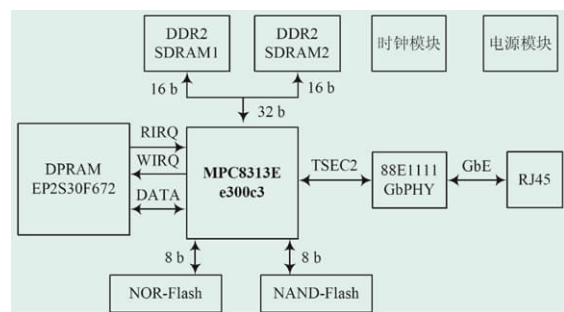 DDR2
SDRAM1
DDR2
SDRAM2
时钟模块
电源模块
16 b
16 b
32 b
DPRAM
EP2S30F672
RIRQ
WIRQ
DATA
MPC8313E
e300c3
TSEC2
88E1111
GbPHY
GbE
RJ45
8 b
8 b
NOR-Flash
NAND-Flash